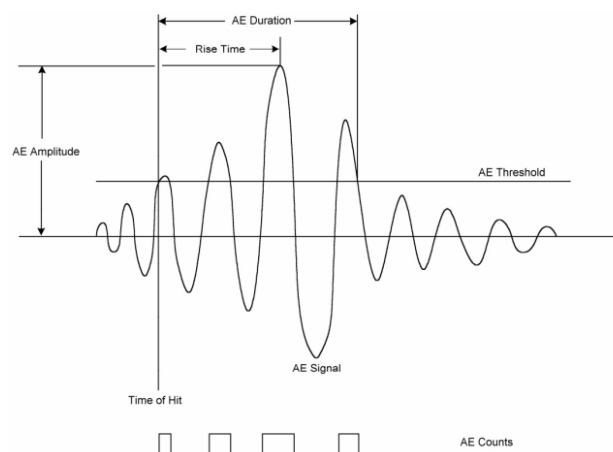 AE Duration
Rise Time
AE Amplitude
AE Threshold
AE Signal
Time of Hit
AE Counts